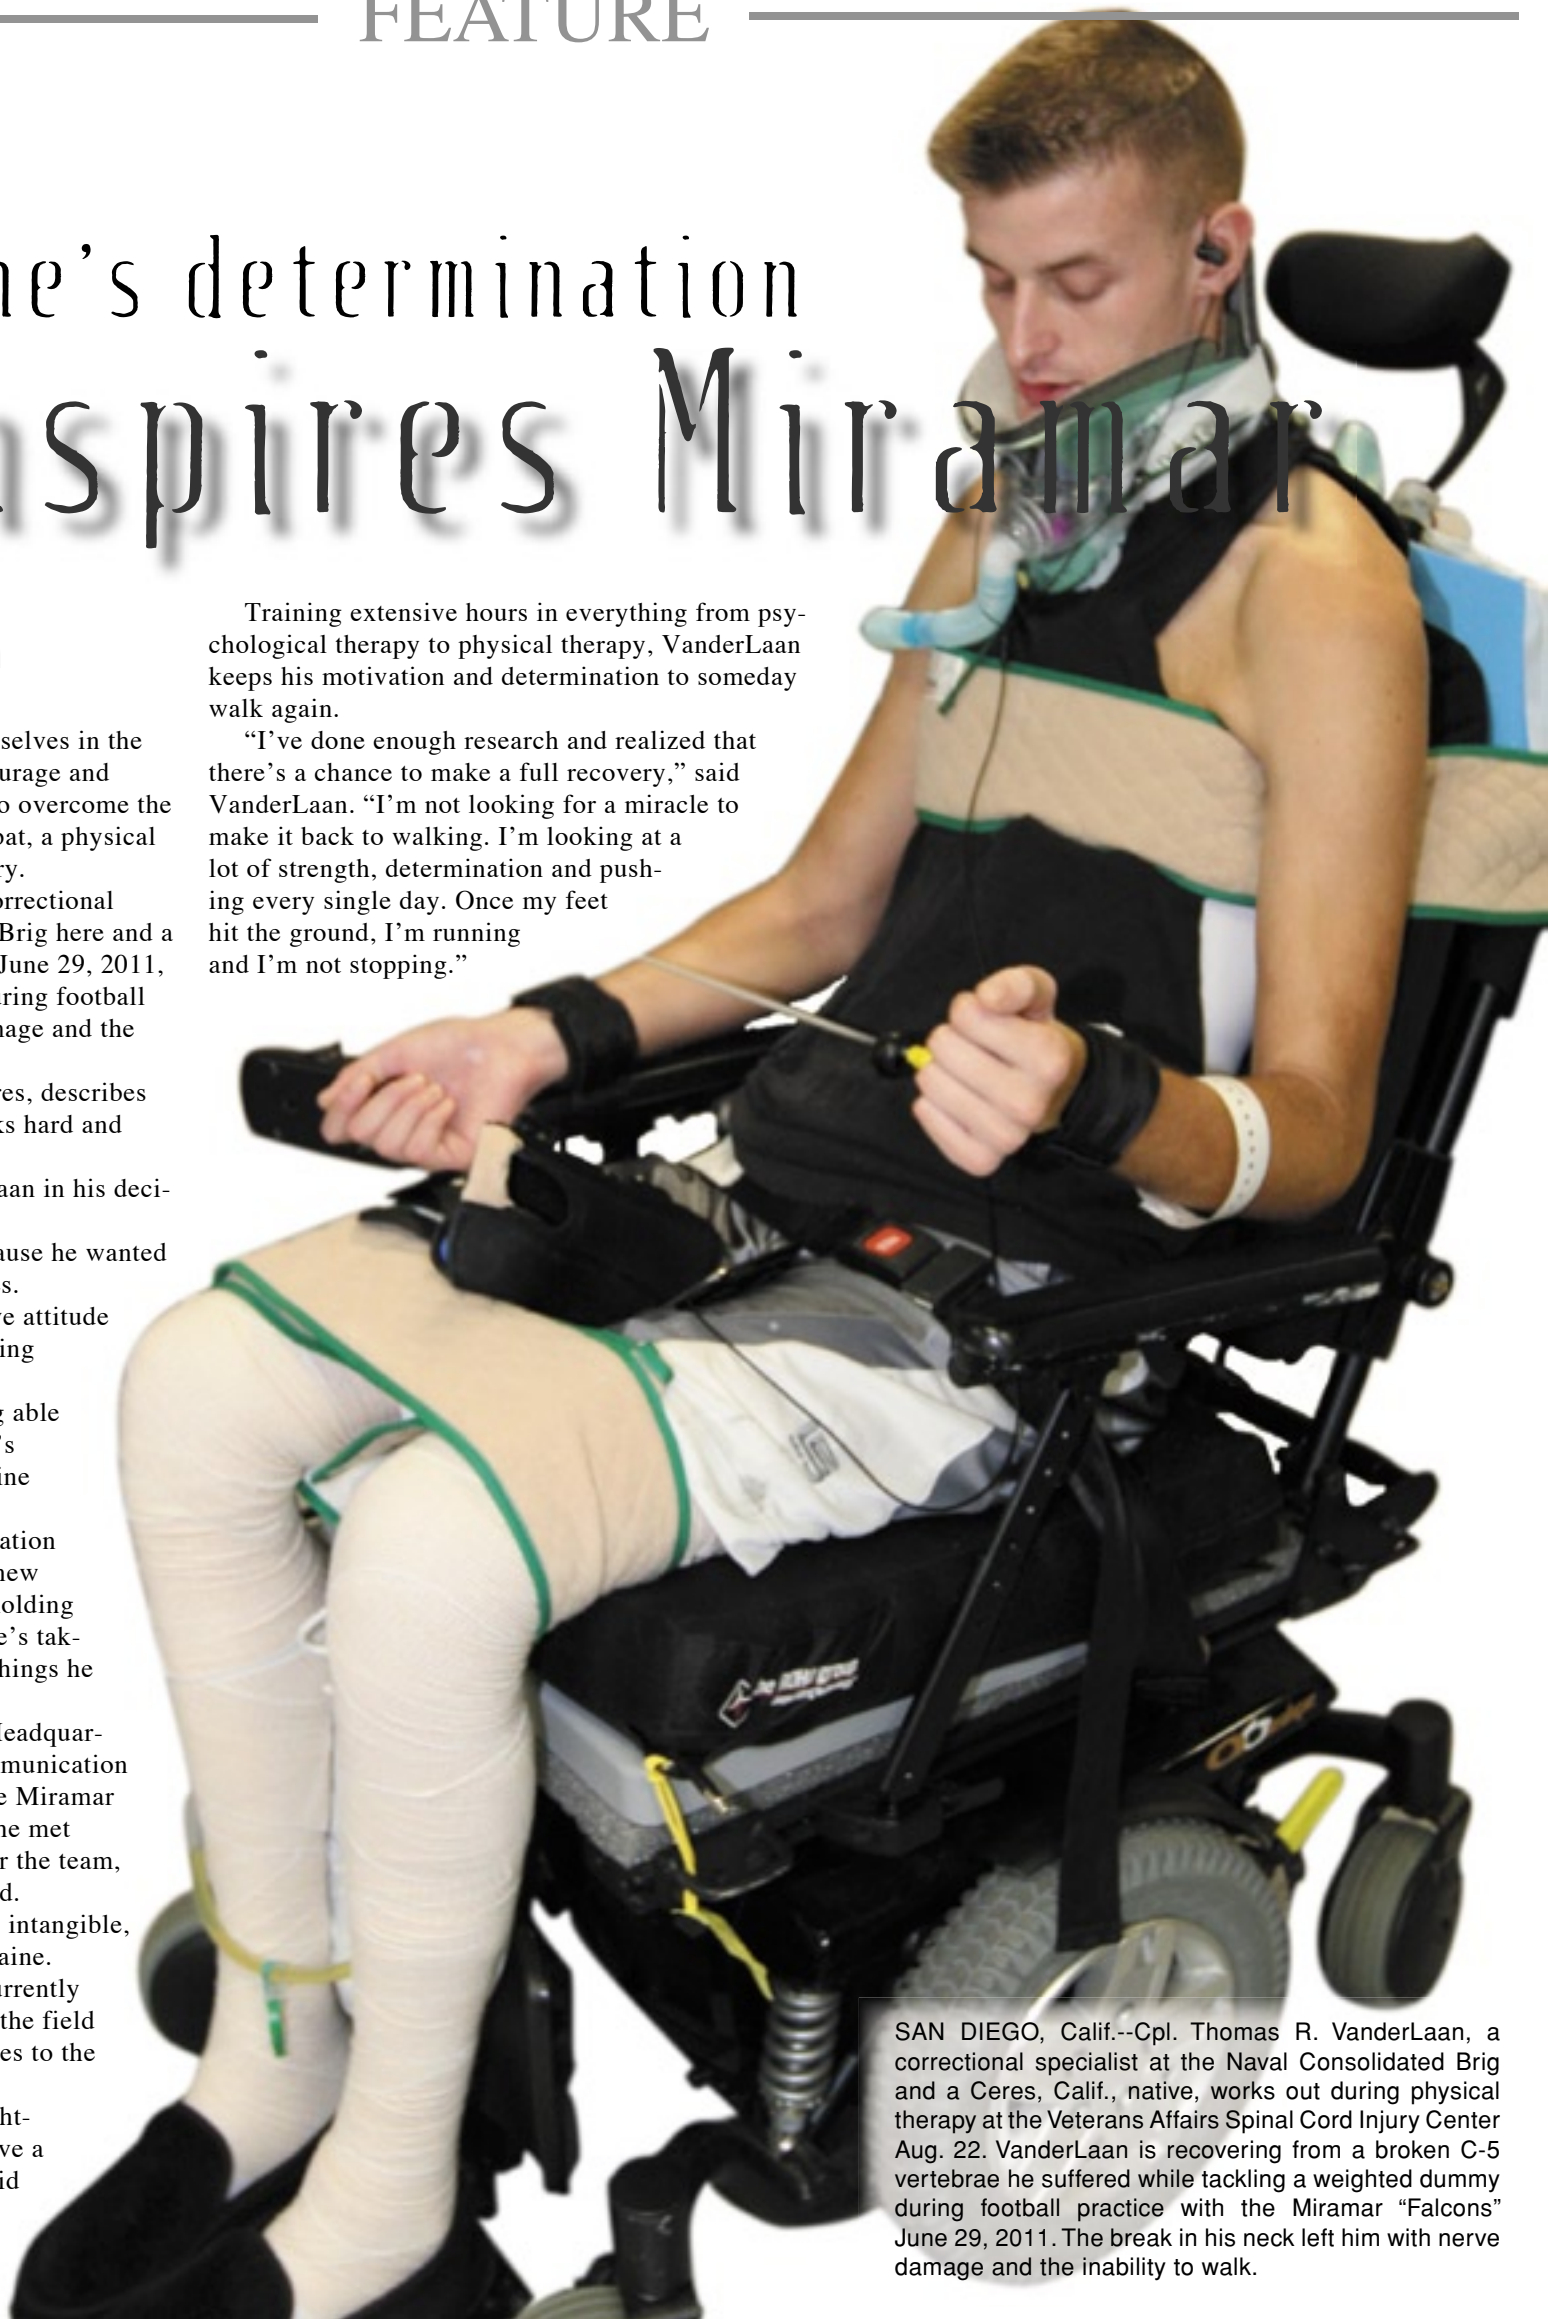 FEATURE
ne’s determination
nspires Miramar
selves in the
urage and
o overcome the
bat, a physical
ry.
orrectional
Brig here and a
June 29, 2011,
uring football
mage and the
res, describes
ks hard and
aan in his deci-
ause he wanted
s.
ve attitude
ing
g able
’s
ine
ation
new
olding
e’s tak-
things he
Headquar-
munication
e Miramar
he met
r the team,
d.
intangible,
aine.
urrently
the field
es to the
ht-
ve a
id
Training extensive hours in everything from psy-
chological therapy to physical therapy, VanderLaan
keeps his motivation and determination to someday
walk again.
“I’ve done enough research and realized that
there’s a chance to make a full recovery,” said
VanderLaan. “I’m not looking for a miracle to
make it back to walking. I’m looking at a
lot of strength, determination and push-
ing every single day. Once my feet
hit the ground, I’m running
and I’m not stopping.”
SAN DIEGO, Calif.--Cpl. Thomas R. VanderLaan, a
correctional specialist at the Naval Consolidated Brig
and a Ceres, Calif., native, works out during physical
therapy at the Veterans Affairs Spinal Cord Injury Center
Aug. 22. VanderLaan is recovering from a broken C-5
vertebrae he suffered while tackling a weighted dummy
during football practice with the Miramar “Falcons”
June 29, 2011. The break in his neck left him with nerve
damage and the inability to walk.